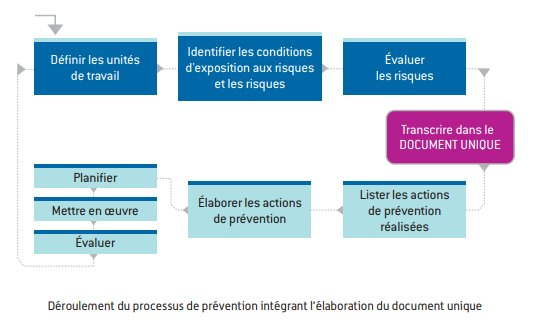 Définir les unités
de travail
Identifier les conditions
d'exposition aux risques
et les risques
Évaluer
les risques
Transcrire dans le
DOCUMENT UNIQUE
Lister les actions
de prévention
réalisées
Élaborer les actions
de prévention
Planifier
Mettre en œuvre
Évaluer
Déroulement du processus de prévention intégrant l'élaboration du document unique